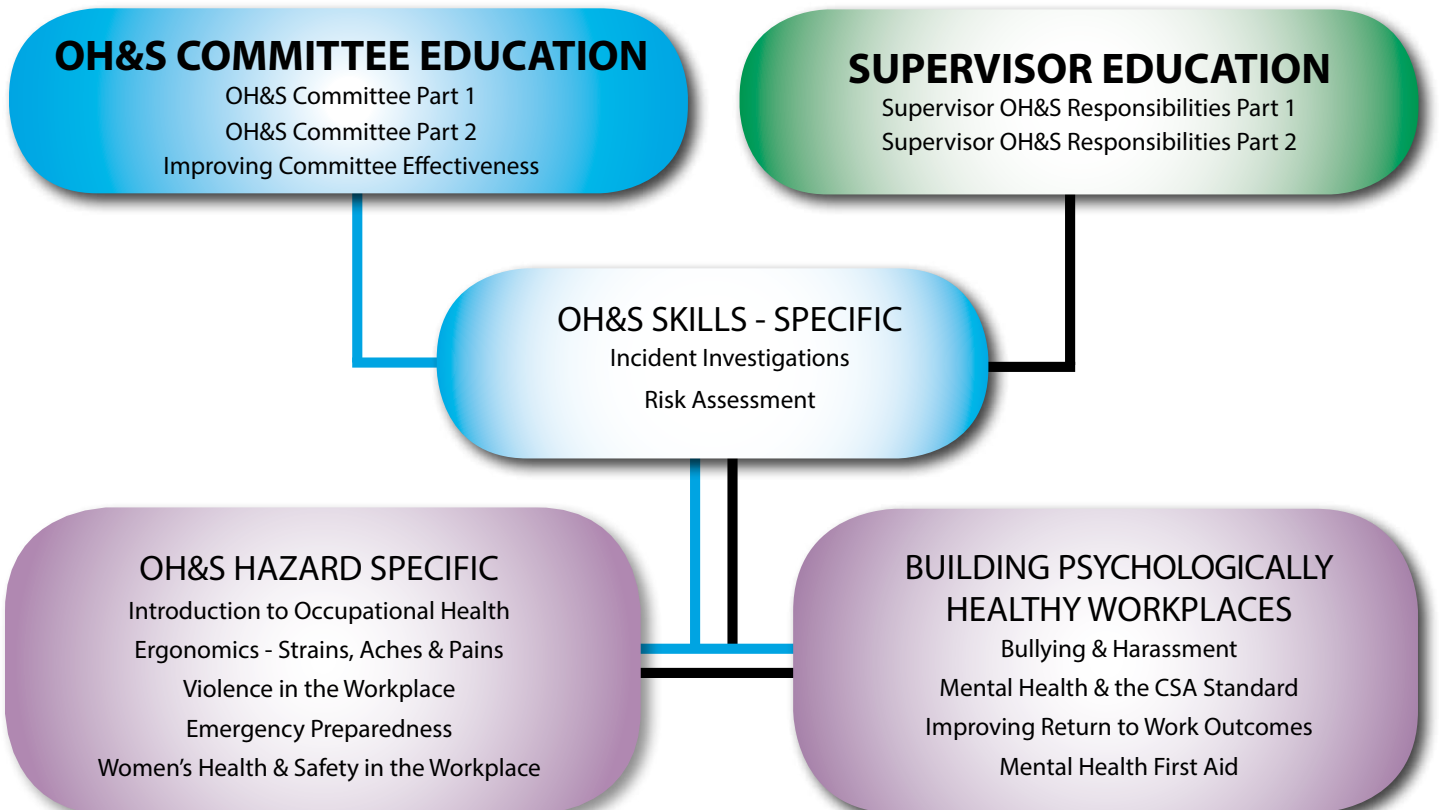 OH&S COMMITTEE EDUCATION
OH&S Committee Part 1
OH&S Committee Part 2
Improving Committee Effectiveness
SUPERVISOR EDUCATION
Supervisor OH&S Responsibilities Part 1
Supervisor OH&S Responsibilities Part 2
OH&S SKILLS - SPECIFIC
Incident Investigations
Risk Assessment
OH&S HAZARD SPECIFIC
Introduction to Occupational Health
Ergonomics - Strains, Aches & Pains
Violence in the Workplace
Emergency Preparedness
Women's Health & Safety in the Workplace
BUILDING PSYCHOLOGICALLY
HEALTHY WORKPLACES
Bullying & Harassment
Mental Health & the CSA Standard
Improving Return to Work Outcomes
Mental Health First Aid